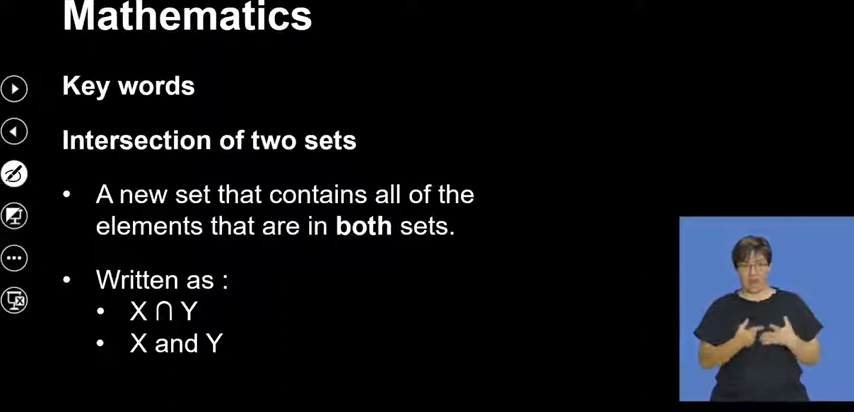 Mathematics
Key words
Intersection of two sets
• A new set that contains all of the
elements that are in both sets.
• Written as :
• X ∩ Y
• X and Y